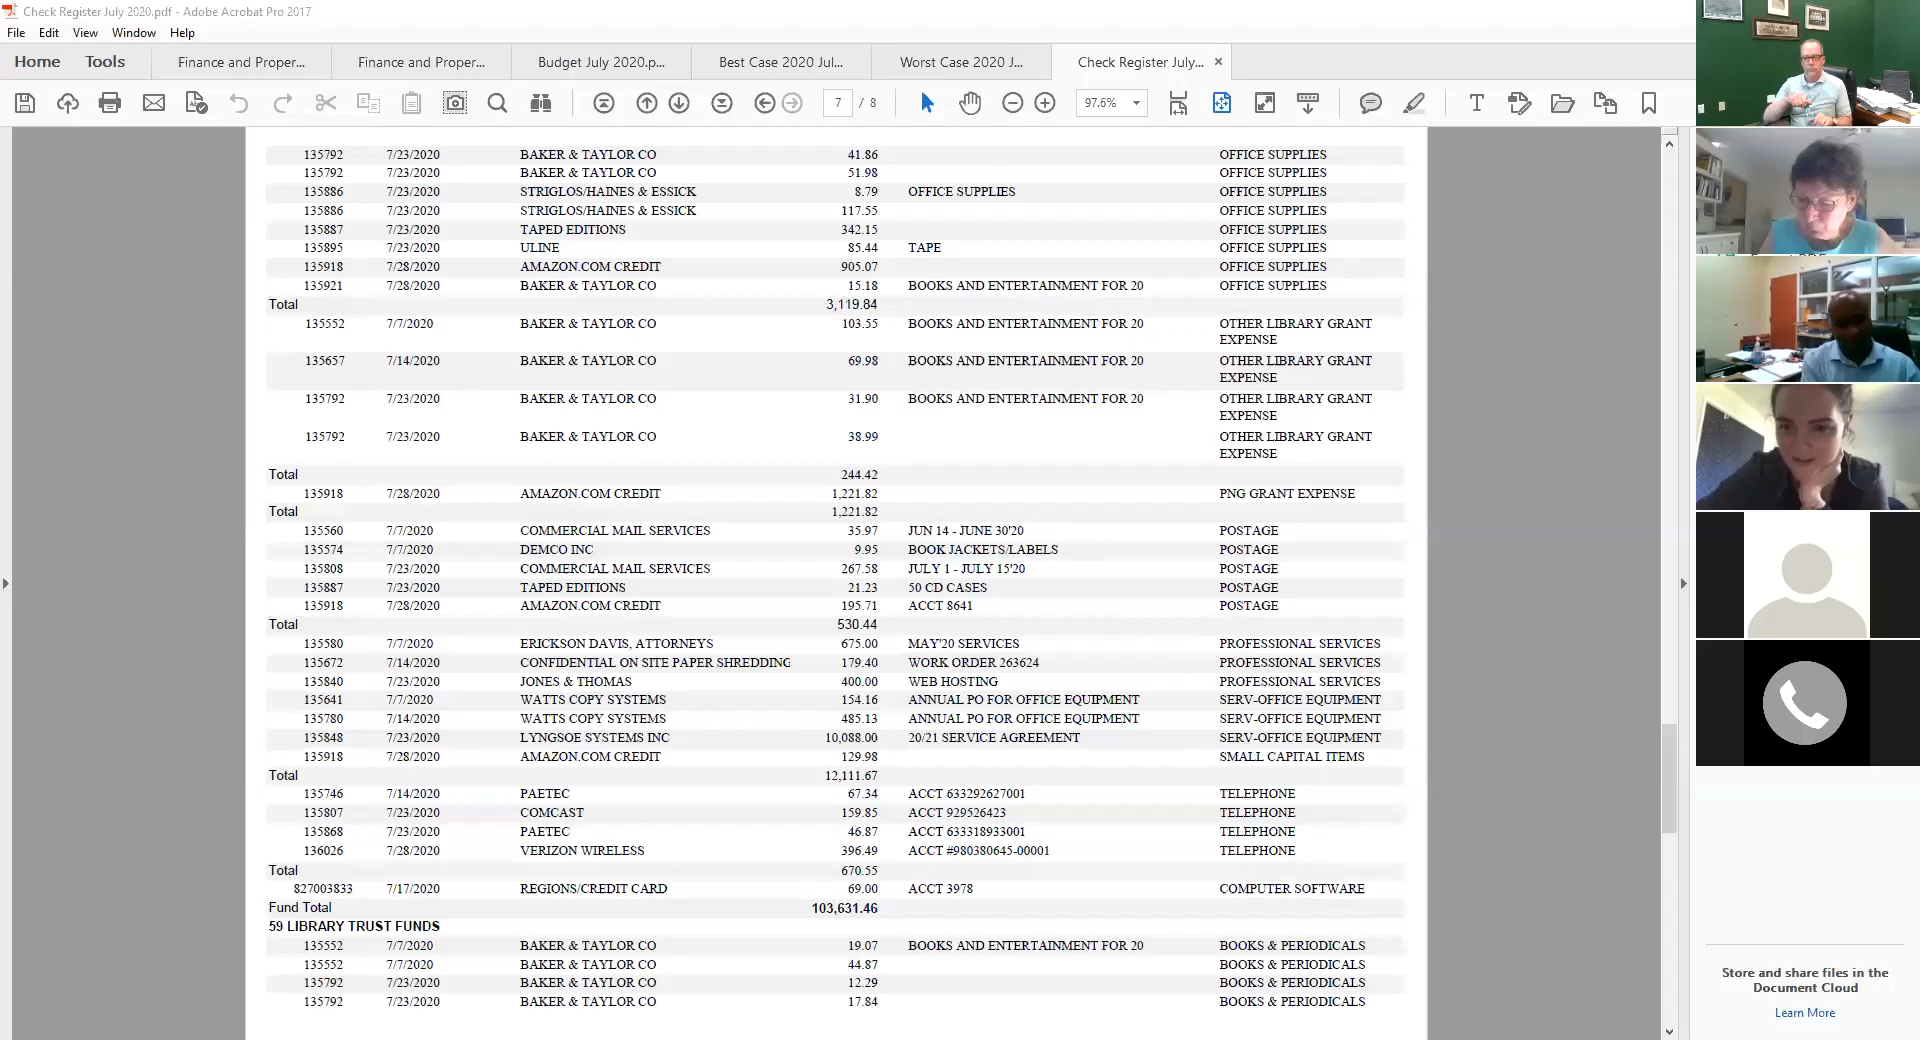 Check Register July 2020.pdf - Adobe Acrobat Pro 2017
File Edit View Window Help
Home Tools Finance and Proper... Finance and Proper... Budget July 2020.p... Best Case 2020 Jul... Worst Case 2020 J... Check Register July... ×
7 / 8 97.6%
135792 7/23/2020 BAKER & TAYLOR CO 41.86 OFFICE SUPPLIES
135792 7/23/2020 BAKER & TAYLOR CO 51.98 OFFICE SUPPLIES
135886 7/23/2020 STRIGLOS/HAINES & ESSICK 8.79 OFFICE SUPPLIES OFFICE SUPPLIES
135886 7/23/2020 STRIGLOS/HAINES & ESSICK 117.55 OFFICE SUPPLIES
135887 7/23/2020 TAPED EDITIONS 342.15 OFFICE SUPPLIES
135895 7/23/2020 ULINE 85.44 TAPE OFFICE SUPPLIES
135918 7/28/2020 AMAZON.COM CREDIT 905.07 OFFICE SUPPLIES
135921 7/28/2020 BAKER & TAYLOR CO 15.18 BOOKS AND ENTERTAINMENT FOR 20 OFFICE SUPPLIES
Total 3,119.84
135552 7/7/2020 BAKER & TAYLOR CO 103.55 BOOKS AND ENTERTAINMENT FOR 20 OTHER LIBRARY GRANT
EXPENSE
135657 7/14/2020 BAKER & TAYLOR CO 69.98 BOOKS AND ENTERTAINMENT FOR 20 OTHER LIBRARY GRANT
EXPENSE
135792 7/23/2020 BAKER & TAYLOR CO 31.90 BOOKS AND ENTERTAINMENT FOR 20 OTHER LIBRARY GRANT
EXPENSE
135792 7/23/2020 BAKER & TAYLOR CO 38.99 OTHER LIBRARY GRANT
EXPENSE
Total 244.42
135918 7/28/2020 AMAZON.COM CREDIT 1,221.82 PNG GRANT EXPENSE
Total 1,221.82
135560 7/7/2020 COMMERCIAL MAIL SERVICES 35.97 JUN 14 - JUNE 30'20 POSTAGE
135574 7/7/2020 DEMCO INC 9.95 BOOK JACKETS/LABELS POSTAGE
135808 7/23/2020 COMMERCIAL MAIL SERVICES 267.58 JULY 1 - JULY 15'20 POSTAGE
135887 7/23/2020 TAPED EDITIONS 21.23 50 CD CASES POSTAGE
135918 7/28/2020 AMAZON.COM CREDIT 195.71 ACCT 8641 POSTAGE
Total 530.44
135580 7/7/2020 ERICKSON DAVIS, ATTORNEYS 675.00 MAY'20 SERVICES PROFESSIONAL SERVICES
135672 7/14/2020 CONFIDENTIAL ON SITE PAPER SHREDDING 179.40 WORK ORDER 263624 PROFESSIONAL SERVICES
135840 7/23/2020 JONES & THOMAS 400.00 WEB HOSTING PROFESSIONAL SERVICES
135641 7/7/2020 WATTS COPY SYSTEMS 154.16 ANNUAL PO FOR OFFICE EQUIPMENT SERV-OFFICE EQUIPMENT
135780 7/14/2020 WATTS COPY SYSTEMS 485.13 ANNUAL PO FOR OFFICE EQUIPMENT SERV-OFFICE EQUIPMENT
135848 7/23/2020 LYNGSOE SYSTEMS INC 10,088.00 20/21 SERVICE AGREEMENT SERV-OFFICE EQUIPMENT
135918 7/28/2020 AMAZON.COM CREDIT 129.98 SMALL CAPITAL ITEMS
Total 12,111.67
135746 7/14/2020 PAETEC 67.34 ACCT 633292627001 TELEPHONE
135807 7/23/2020 COMCAST 159.85 ACCT 929526423 TELEPHONE
135868 7/23/2020 PAETEC 46.87 ACCT 633318933001 TELEPHONE
136026 7/28/2020 VERIZON WIRELESS 396.49 ACCT #980380645-00001 TELEPHONE
Total 670.55
827003833 7/17/2020 REGIONS/CREDIT CARD 69.00 ACCT 3978 COMPUTER SOFTWARE
Fund Total 103,631.46
59 LIBRARY TRUST FUNDS
135552 7/7/2020 BAKER & TAYLOR CO 19.07 BOOKS AND ENTERTAINMENT FOR 20 BOOKS & PERIODICALS
135552 7/7/2020 BAKER & TAYLOR CO 44.87 BOOKS & PERIODICALS
135792 7/23/2020 BAKER & TAYLOR CO 12.29 BOOKS & PERIODICALS
135792 7/23/2020 BAKER & TAYLOR CO 17.84 BOOKS & PERIODICALS
Store and share files in the
Document Cloud
Learn More